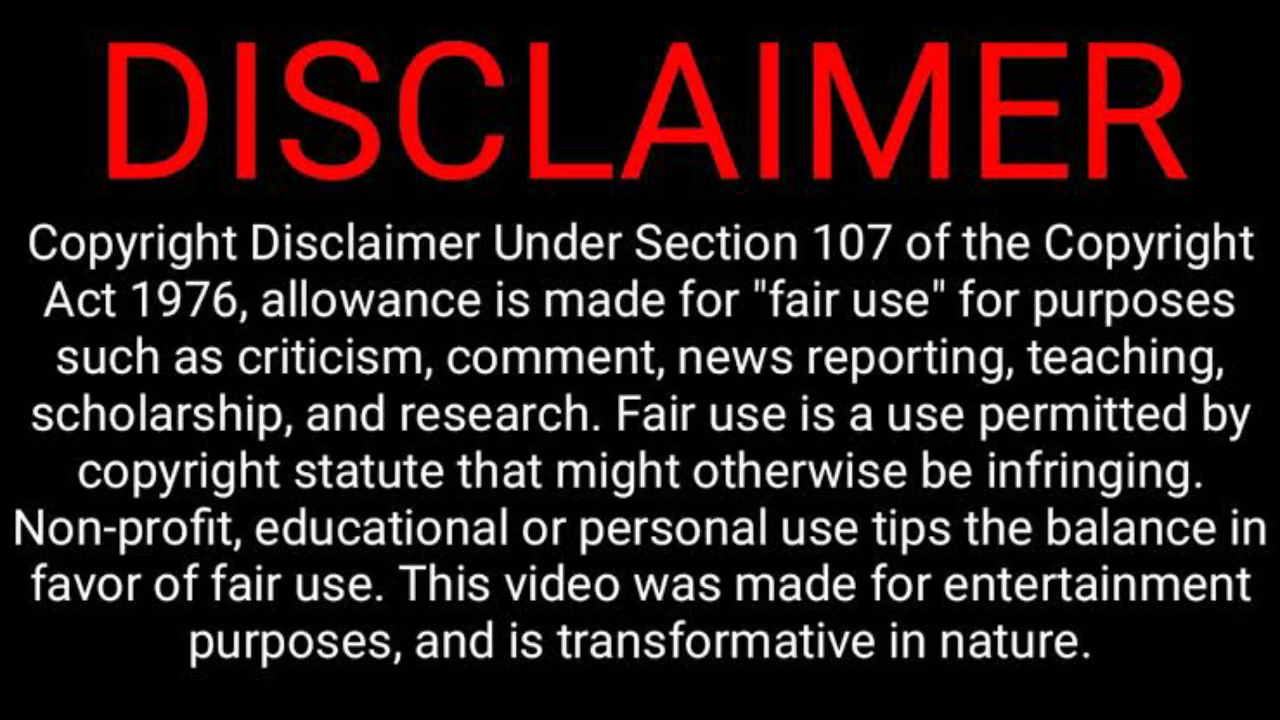 DISCLAIMER
Copyright Disclaimer Under Section 107 of the Copyright
Act 1976, allowance is made for "fair use" for purposes
such as criticism, comment, news reporting, teaching,
scholarship, and research. Fair use is a use permitted by
copyright statute that might otherwise be infringing.
Non-profit, educational or personal use tips the balance in
favor of fair use. This video was made for entertainment
purposes, and is transformative in nature.